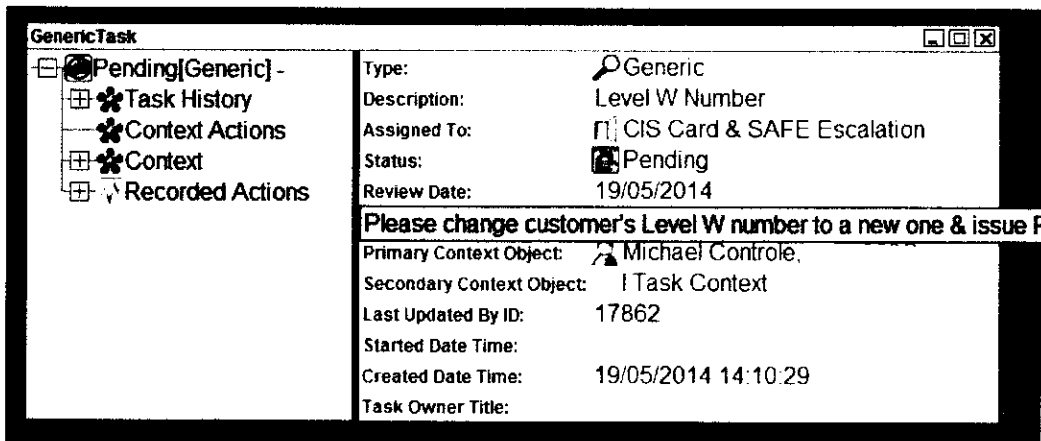 GenericTask
Pending[Generic] -
Task History
Context Actions
Context
Recorded Actions
Type: Generic
Description: Level W Number
Assigned To: CIS Card & SAFE Escalation
Status: Pending
Review Date: 19/05/2014
Please change customer's Level W number to a new one & issue
Primary Context Object: Michael Controle,
Secondary Context Object: l Task Context
Last Updated By ID: 17862
Started Date Time:
Created Date Time: 19/05/2014 14:10:29
Task Owner Title: